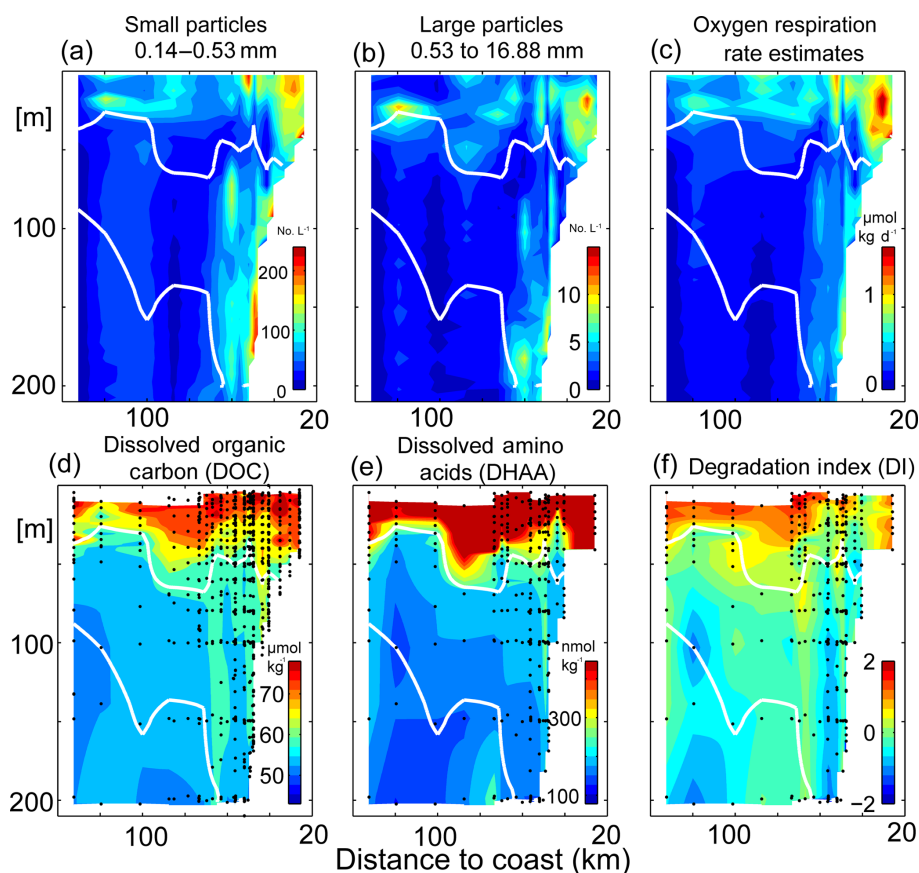 (a) Small particles
0.14–0.53 mm
(b) Large particles
0.53 to 16.88 mm
(c) Oxygen respiration
rate estimates
[m]
100
200
No. L⁻¹
200
100
0
No. L⁻¹
10
5
0
µmol
kg d⁻¹
1
0
100 20
100 20
100 20
(d) Dissolved organic
carbon (DOC)
(e) Dissolved amino
acids (DHAA)
(f) Degradation index (DI)
[m]
100
200
µmol
kg⁻¹
70
60
50
nmol
kg⁻¹
300
100
2
0
−2
100 20
100 20
100 20
Distance to coast (km)